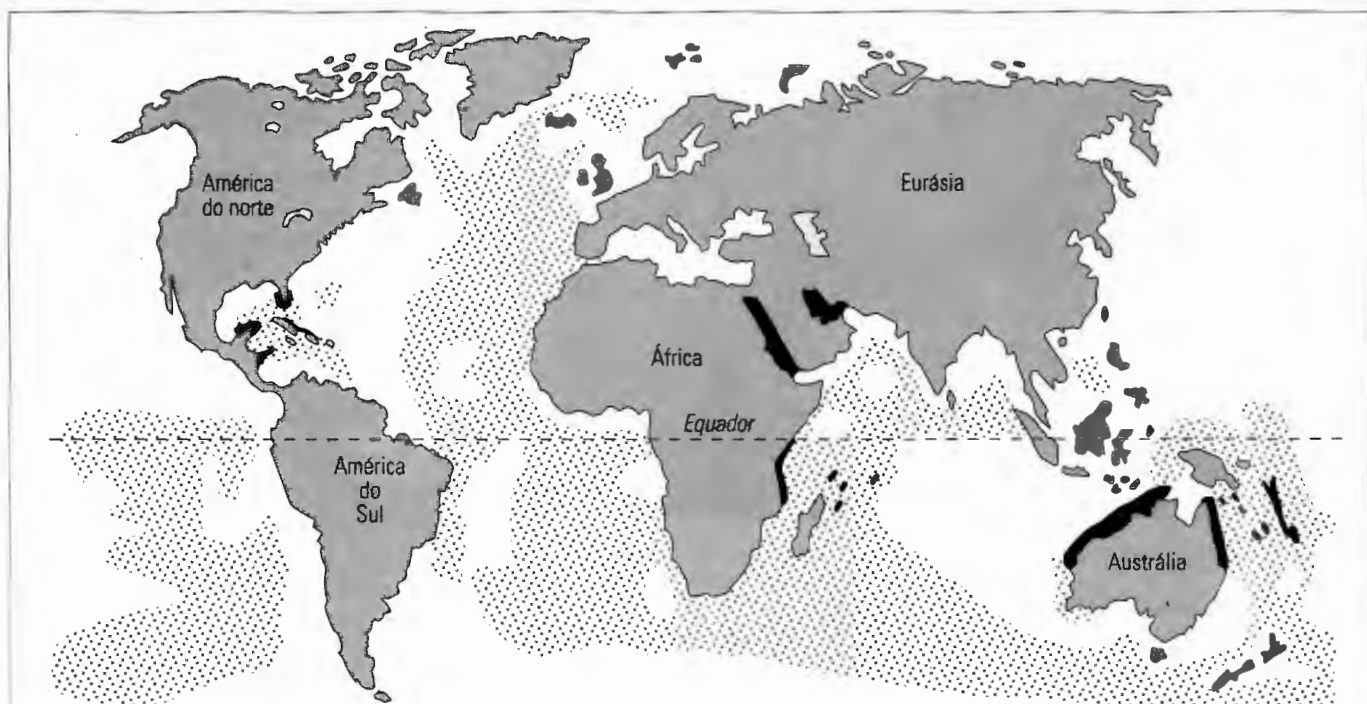 América
do norte
Eurásia
África
Equador
América
do
Sul
Austrália